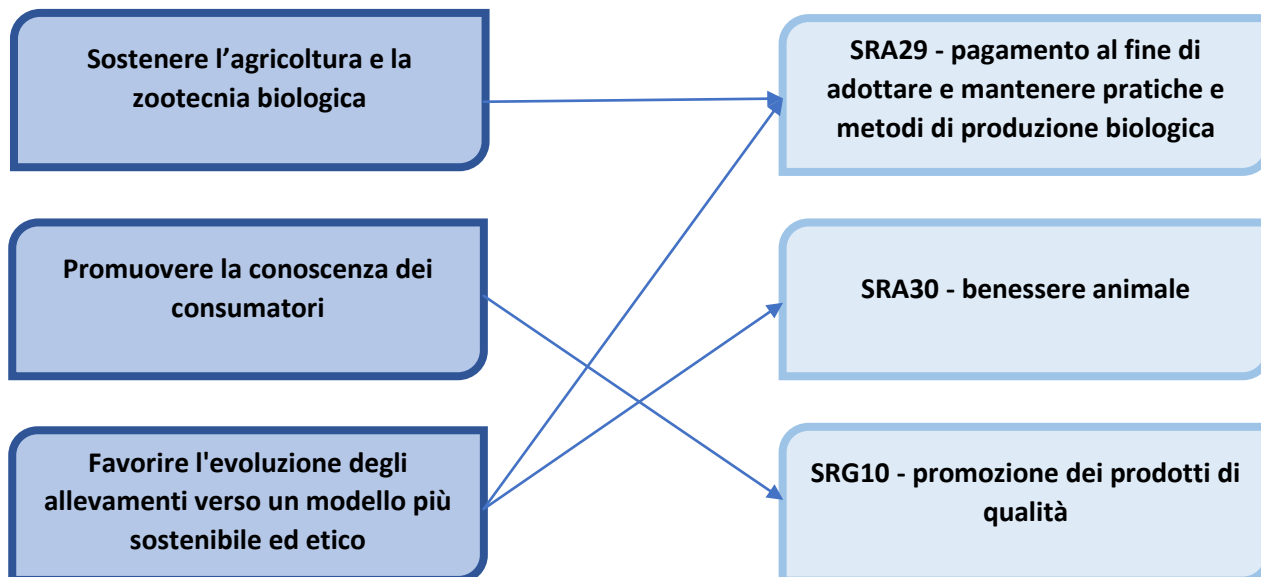 Sostenere l’agricoltura e la
zootecnia biologica
SRA29 - pagamento al fine di
adottare e mantenere pratiche e
metodi di produzione biologica
Promuovere la conoscenza dei
consumatori
SRA30 - benessere animale
Favorire l'evoluzione degli
allevamenti verso un modello più
sostenibile ed etico
SRG10 - promozione dei prodotti di
qualità